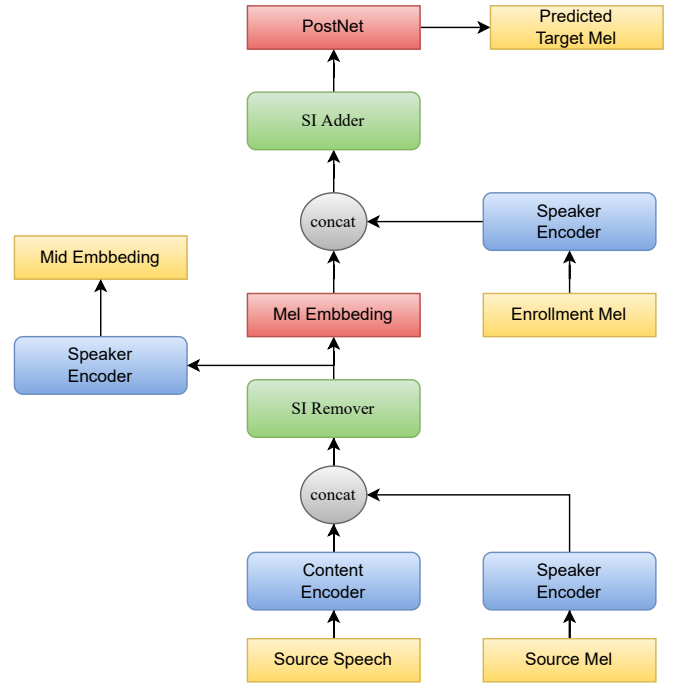 PostNet
Predicted
Target Mel
SI Adder
concat
Speaker
Encoder
Mid Embbeding
Mel Embbeding
Enrollment Mel
Speaker
Encoder
SI Remover
concat
Content
Encoder
Speaker
Encoder
Source Speech
Source Mel